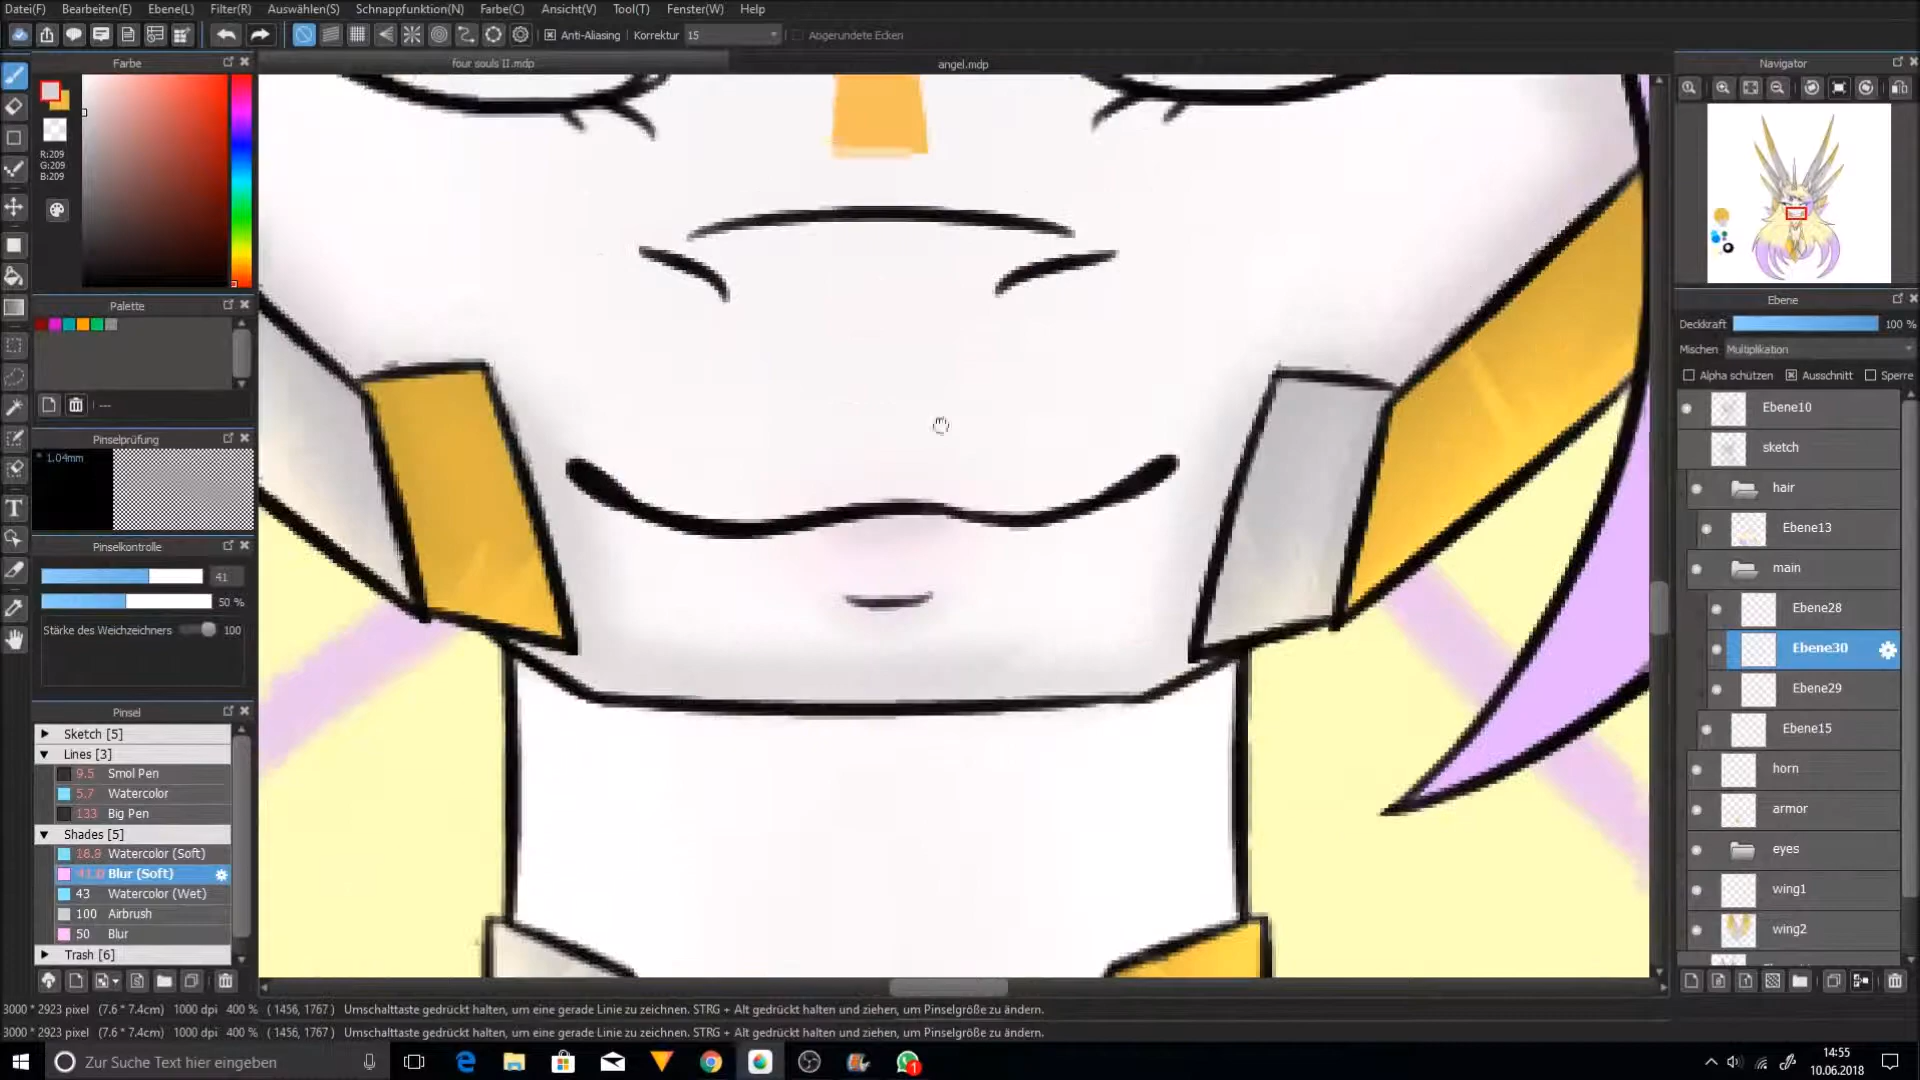 Datei(F) Bearbeiten(E) Ebene(L) Filter(R) Auswählen(S) Schnappfunktion(N) Farbe(C) Ansicht(V) Tool(T) Fenster(W) Help
Anti-Aliasing Korrektur 15 Abgerundete Ecken
Farbe
four souls II.mdp
angel.mdp
Navigator
R:209
G:209
B:209
Palette
---
Pinselprüfung
* 1.04mm
Pinselkontrolle
41
50 %
Stärke des Weichzeichners 100
Pinsel
Sketch [5]
Lines [3]
9.5 Smol Pen
5.7 Watercolor
133 Big Pen
Shades [5]
18.8 Watercolor (Soft)
41.0 Blur (Soft)
43 Watercolor (Wet)
100 Airbrush
50 Blur
Trash [6]
Ebene
Deckkraft 100 %
Mischen Multiplikation
Alpha schützen Ausschnitt Sperre
Ebene10
sketch
hair
Ebene13
main
Ebene28
Ebene30
Ebene29
Ebene15
horn
armor
eyes
wing1
wing2
3000 * 2923 pixel (7.6 * 7.4cm) 1000 dpi 400 % ( 1456, 1767 ) Umschalttaste gedrückt halten, um eine gerade Linie zu zeichnen. STRG + Alt gedrückt halten und ziehen, um Pinselgröße zu ändern.
3000 * 2923 pixel (7.6 * 7.4cm) 1000 dpi 400 % ( 1456, 1767 ) Umschalttaste gedrückt halten, um eine gerade Linie zu zeichnen. STRG + Alt gedrückt halten und ziehen, um Pinselgröße zu ändern.
Zur Suche Text hier eingeben
1
14:55
10.06.2018